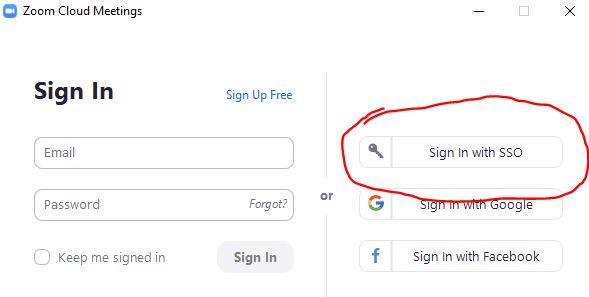 Zoom Cloud Meetings
Sign In
Sign Up Free
Email
Password
Forgot?
Keep me signed in
Sign In
or
Sign In with SSO
Sign In with Google
Sign In with Facebook